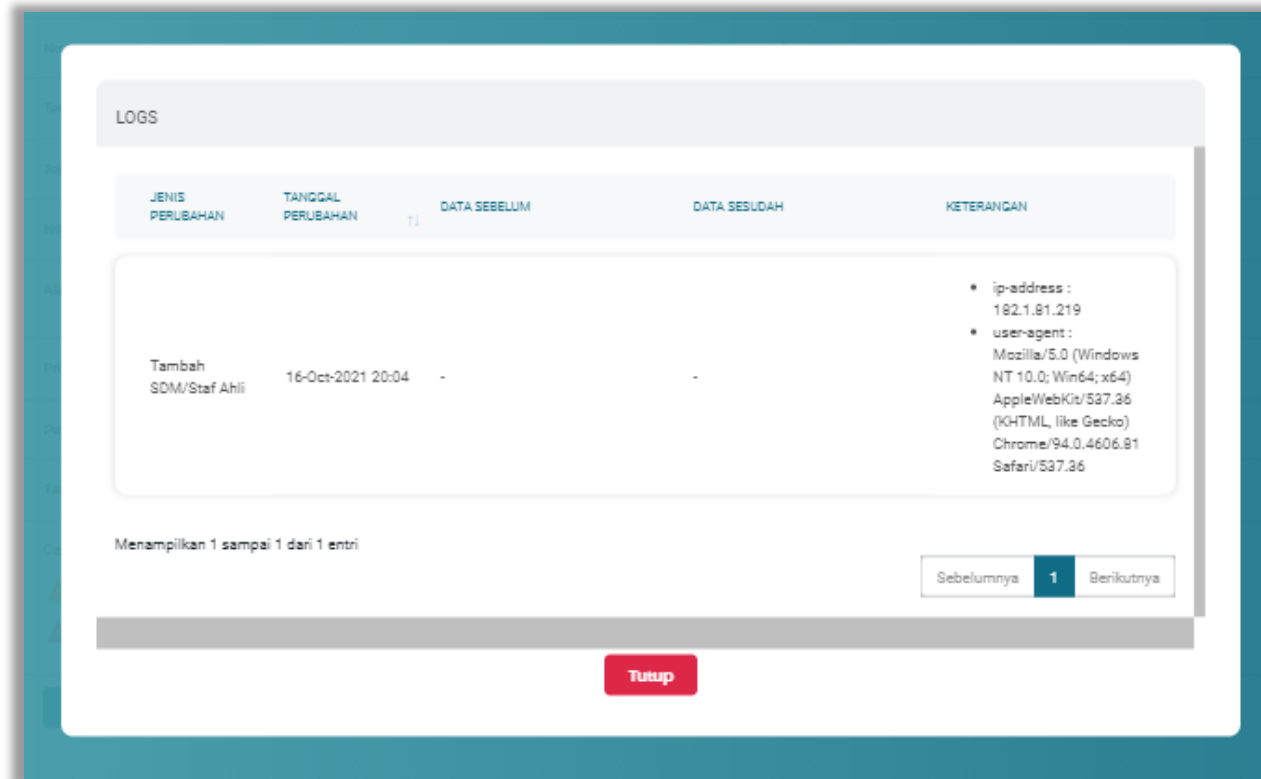 LOGS
JENIS PERUBAHAN
TANGGAL PERUBAHAN
DATA SEBELUM
DATA SESUDAH
KETERANGAN
Tambah
SDM/Staf Ahli
16-Oct-2021 20:04
-
-
• ip-address :
182.1.81.219
• user-agent :
Mozilla/5.0 (Windows
NT 10.0; Win64; x64)
AppleWebKit/537.36
(KHTML, like Gecko)
Chrome/94.0.4606.81
Safari/537.36
Menampilkan 1 sampai 1 dari 1 entri
Sebelumnya 1 Berikutnya
Tutup